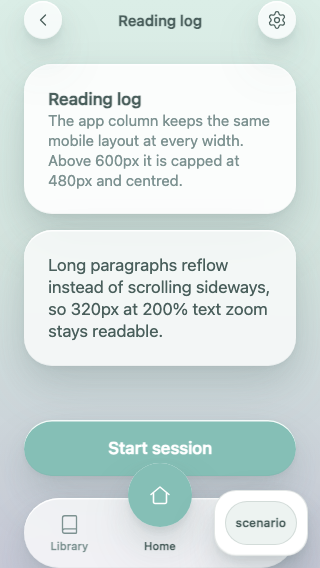 Reading log
Reading log
The app column keeps the same
mobile layout at every width.
Above 600px it is capped at
480px and centred.
Long paragraphs reflow
instead of scrolling sideways,
so 320px at 200% text zoom
stays readable.
Start session
Library
Home
scenario